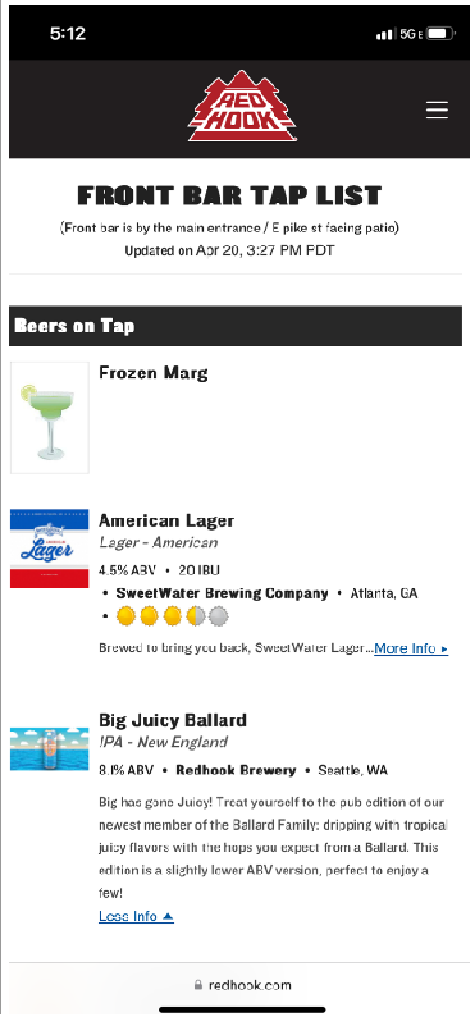 5:12
5G E
RED
HOOK
FRONT BAR TAP LIST
(Front bar is by the main entrance / E pike st facing patio)
Updated on Apr 20, 3:27 PM PDT
Beers on Tap
Frozen Marg
Lager
American Lager
Lager - American
4.5% ABV • 20 IBU
• SweetWater Brewing Company • Atlanta, GA
•
Brewed to bring you back, SweetWater Lager...More Info ▸
Big Juicy Ballard
IPA - New England
8.1% ABV • Redhook Brewery • Seattle, WA
Big has gone Juicy! Treat yourself to the pub edition of our
newest member of the Ballard Family: dripping with tropical
juicy flavors with the hops you expect from a Ballard. This
edition is a slightly lower ABV version, perfect to enjoy a
few!
Less Info ▲
redhook.com